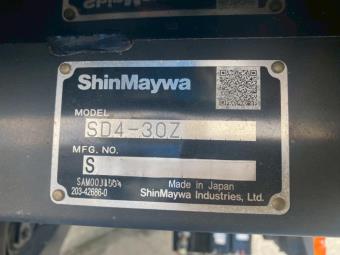 ShinMaywa
MODEL
SD4-30Z
MFG. NO.
S
203-42686-0
Made in Japan
ShinMaywa Industries, Ltd.